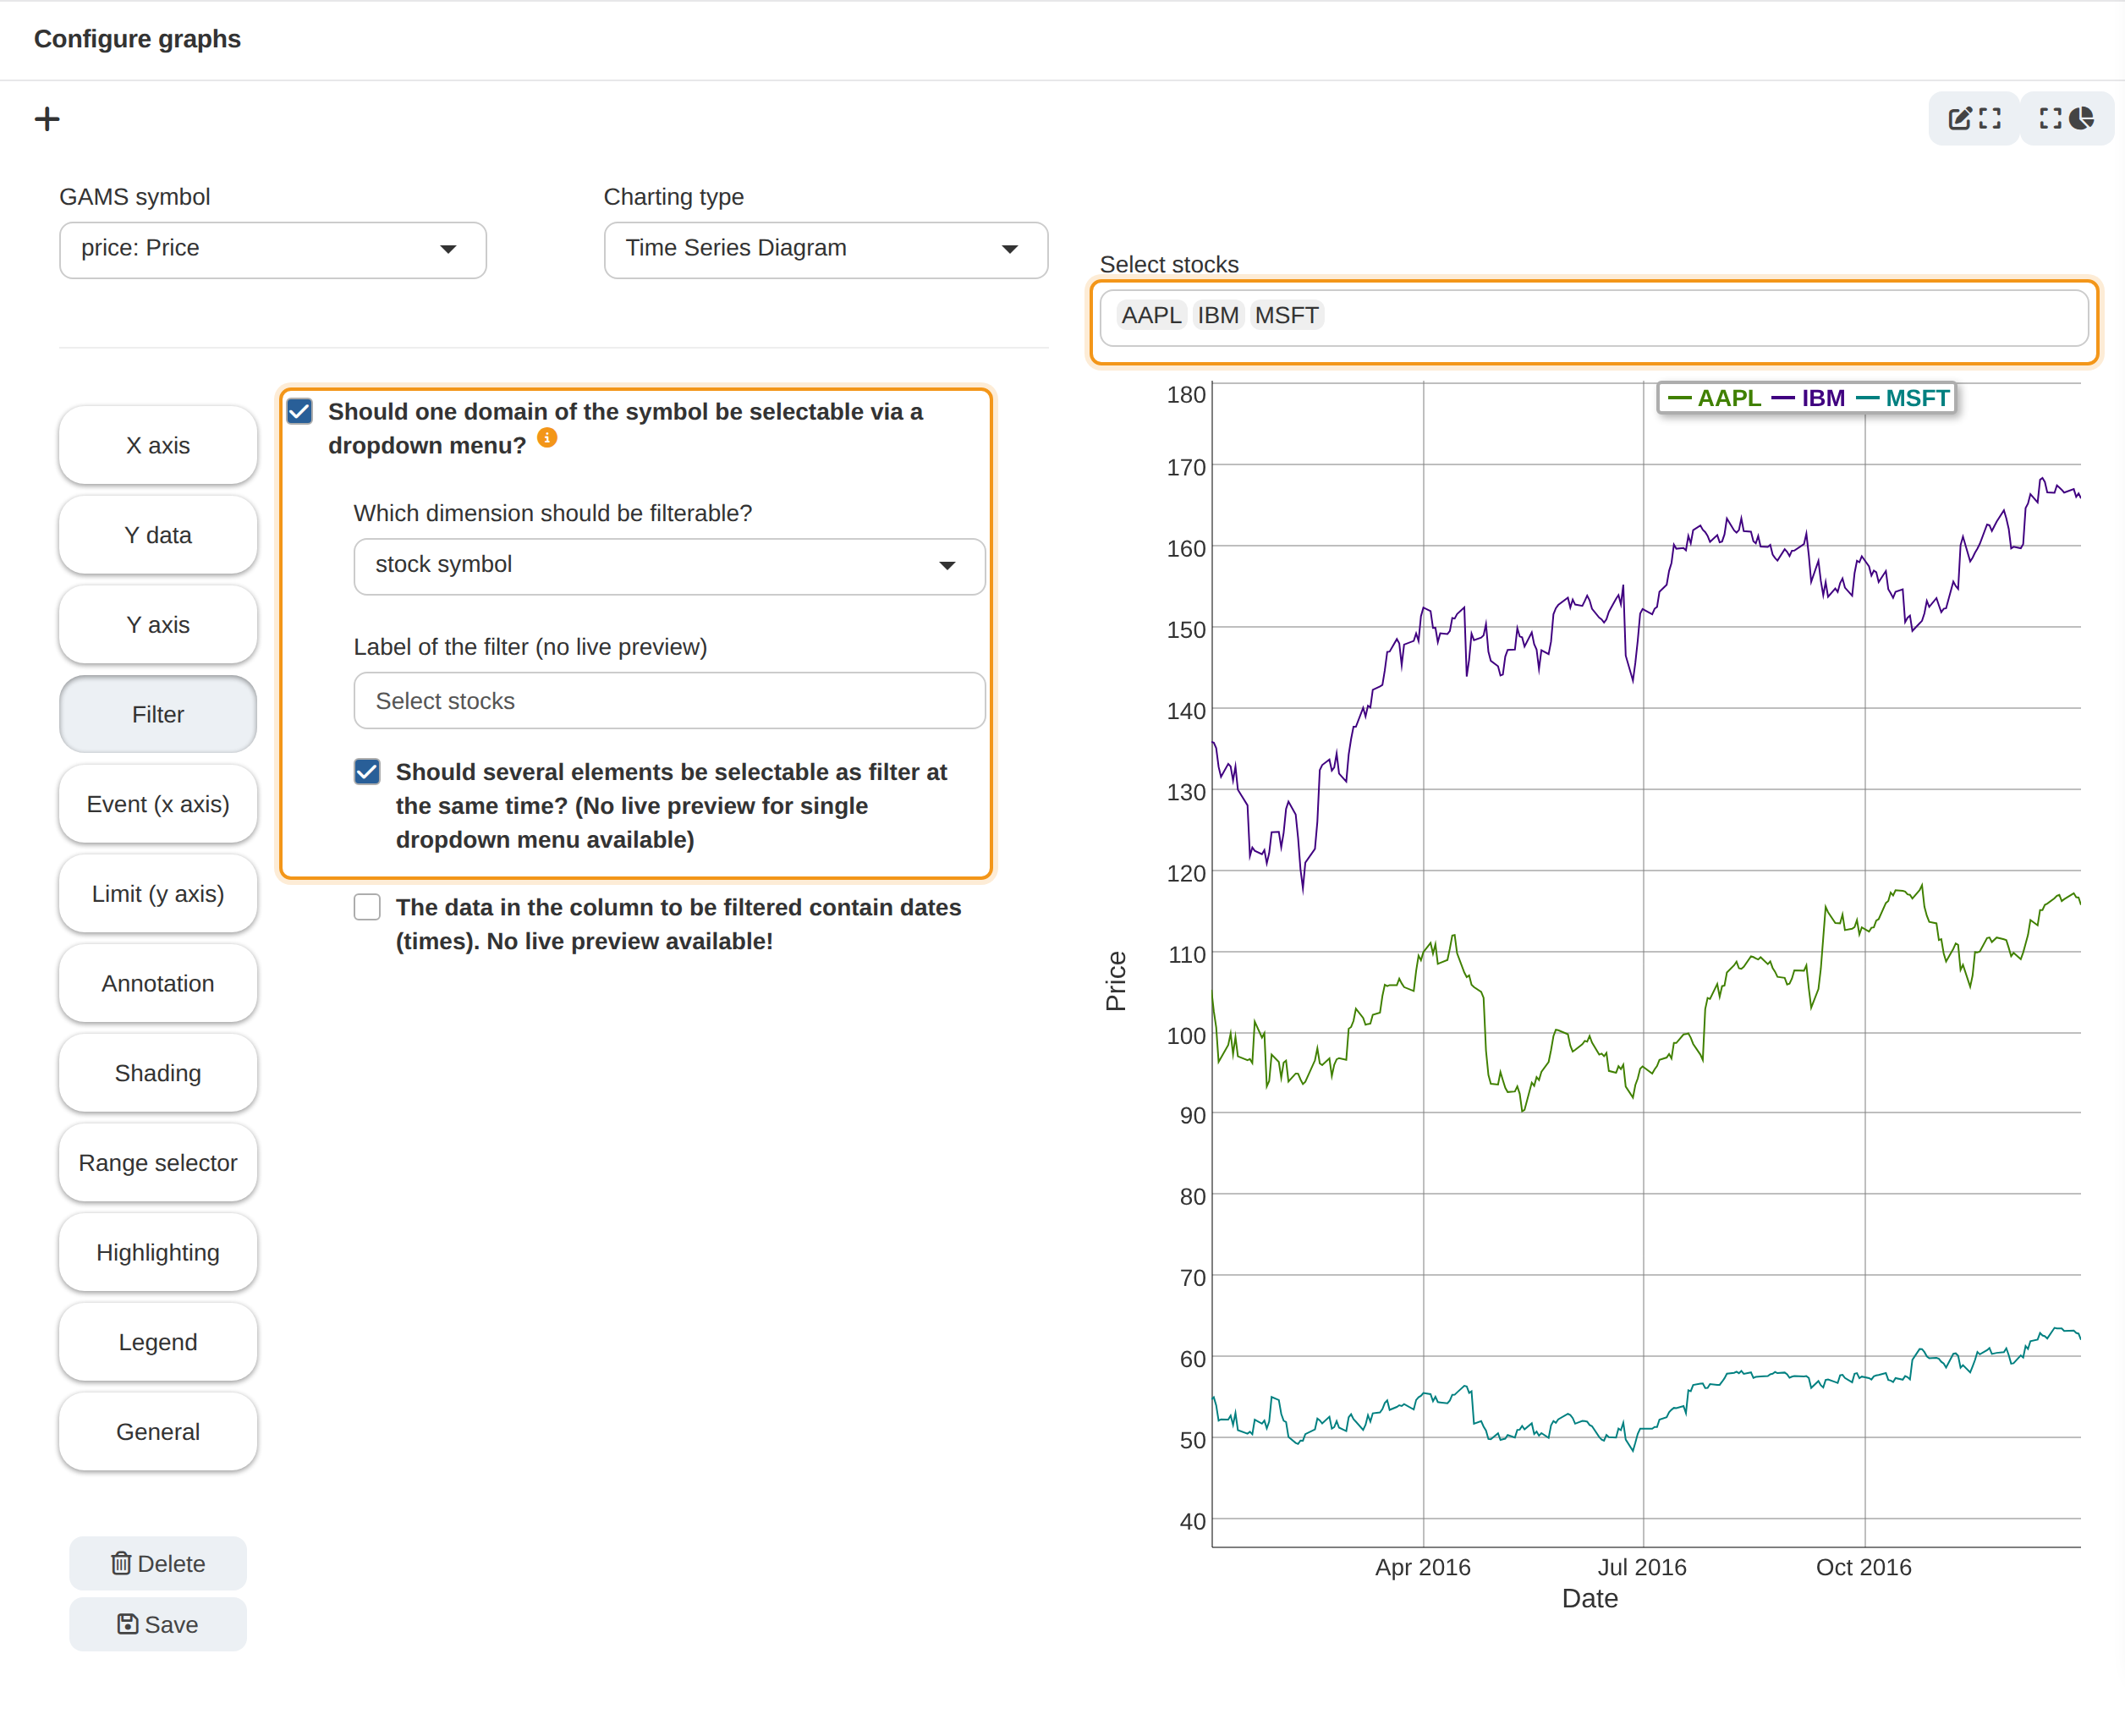 Configure graphs
GAMS symbol
price: Price
Charting type
Time Series Diagram
X axis
Y data
Y axis
Filter
Event (x axis)
Limit (y axis)
Annotation
Shading
Range selector
Highlighting
Legend
General
Delete
Save
Should one domain of the symbol be selectable via a
dropdown menu?
Which dimension should be filterable?
stock symbol
Label of the filter (no live preview)
Select stocks
Should several elements be selectable as filter at
the same time? (No live preview for single
dropdown menu available)
The data in the column to be filtered contain dates
(times). No live preview available!
Select stocks
AAPL IBM MSFT
AAPL IBM MSFT
180
170
160
150
140
130
120
110
100
90
80
70
60
50
40
Price
Apr 2016 Jul 2016 Oct 2016
Date